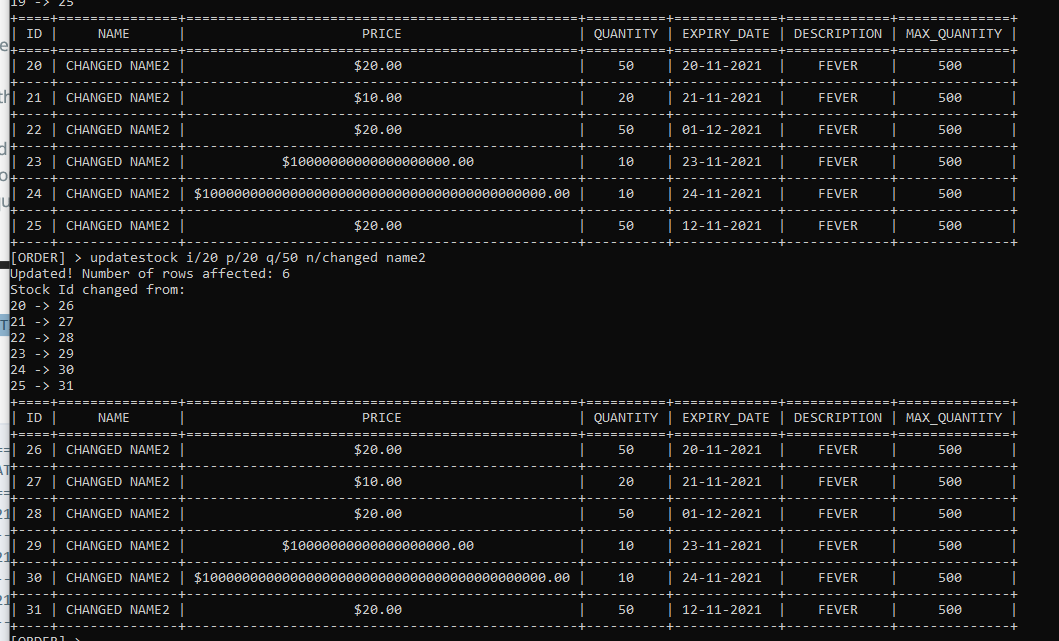 19 -> 25
+====+===============+=================================================+==========+=============+=============+==============+
| ID |     NAME      |                      PRICE                      | QUANTITY | EXPIRY_DATE | DESCRIPTION | MAX_QUANTITY |
+====+===============+=================================================+==========+=============+=============+==============+
| 20 | CHANGED NAME2 |                     $20.00                      |    50    | 20-11-2021  |    FEVER    |     500      |
+----+---------------+-------------------------------------------------+----------+-------------+-------------+--------------+
| 21 | CHANGED NAME2 |                     $10.00                      |    20    | 21-11-2021  |    FEVER    |     500      |
+----+---------------+-------------------------------------------------+----------+-------------+-------------+--------------+
| 22 | CHANGED NAME2 |                     $20.00                      |    50    | 01-12-2021  |    FEVER    |     500      |
+----+---------------+-------------------------------------------------+----------+-------------+-------------+--------------+
| 23 | CHANGED NAME2 |            $10000000000000000000.00             |    10    | 23-11-2021  |    FEVER    |     500      |
+----+---------------+-------------------------------------------------+----------+-------------+-------------+--------------+
| 24 | CHANGED NAME2 | $1000000000000000000000000000000000000000000.00 |    10    | 24-11-2021  |    FEVER    |     500      |
+----+---------------+-------------------------------------------------+----------+-------------+-------------+--------------+
| 25 | CHANGED NAME2 |                     $20.00                      |    50    | 12-11-2021  |    FEVER    |     500      |
+----+---------------+-------------------------------------------------+----------+-------------+-------------+--------------+
[ORDER] > updatestock i/20 p/20 q/50 n/changed name2
Updated! Number of rows affected: 6
Stock Id changed from:
20 -> 26
21 -> 27
22 -> 28
23 -> 29
24 -> 30
25 -> 31
+====+===============+=================================================+==========+=============+=============+==============+
| ID |     NAME      |                      PRICE                      | QUANTITY | EXPIRY_DATE | DESCRIPTION | MAX_QUANTITY |
+====+===============+=================================================+==========+=============+=============+==============+
| 26 | CHANGED NAME2 |                     $20.00                      |    50    | 20-11-2021  |    FEVER    |     500      |
+----+---------------+-------------------------------------------------+----------+-------------+-------------+--------------+
| 27 | CHANGED NAME2 |                     $10.00                      |    20    | 21-11-2021  |    FEVER    |     500      |
+----+---------------+-------------------------------------------------+----------+-------------+-------------+--------------+
| 28 | CHANGED NAME2 |                     $20.00                      |    50    | 01-12-2021  |    FEVER    |     500      |
+----+---------------+-------------------------------------------------+----------+-------------+-------------+--------------+
| 29 | CHANGED NAME2 |            $10000000000000000000.00             |    10    | 23-11-2021  |    FEVER    |     500      |
+----+---------------+-------------------------------------------------+----------+-------------+-------------+--------------+
| 30 | CHANGED NAME2 | $1000000000000000000000000000000000000000000.00 |    10    | 24-11-2021  |    FEVER    |     500      |
+----+---------------+-------------------------------------------------+----------+-------------+-------------+--------------+
| 31 | CHANGED NAME2 |                     $20.00                      |    50    | 12-11-2021  |    FEVER    |     500      |
+----+---------------+-------------------------------------------------+----------+-------------+-------------+--------------+
[ORDER] >